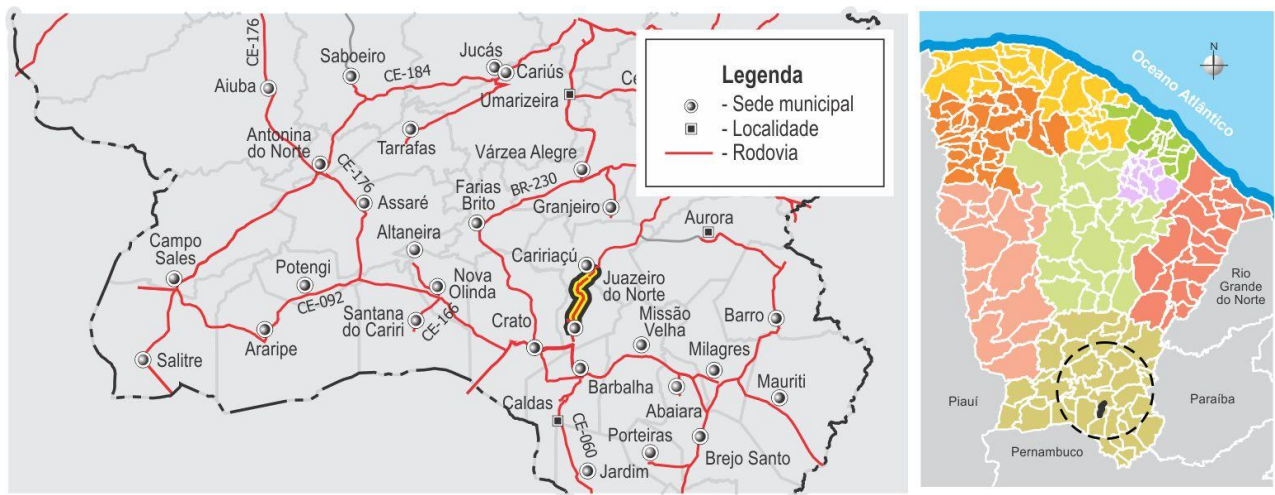 CE-176
Saboeiro
Jucás
CE-184
Cariús
Aiuba
Umarizeira
Ce
Antonina
do Norte
Tarrafas
CE-176
Várzea Alegre
BR-230
Farias
Brito
Assaré
Granjeiro
Aurora
Altaneira
Campo
Sales
Caririaçú
Potengi
Nova
Olinda
Juazeiro
do Norte
CE-092
Missão
Velha
Santana
do Cariri
CE-166
Crato
Barro
Araripe
Salitre
Milagres
Barbalha
Mauriti
Abaiara
Caldas
CE-060
Porteiras
Brejo Santo
Jardim
Legenda
- Sede municipal
- Localidade
- Rodovia
N
Oceano Atlântico
Rio
Grande
do Norte
Piauí
Paraíba
Pernambuco